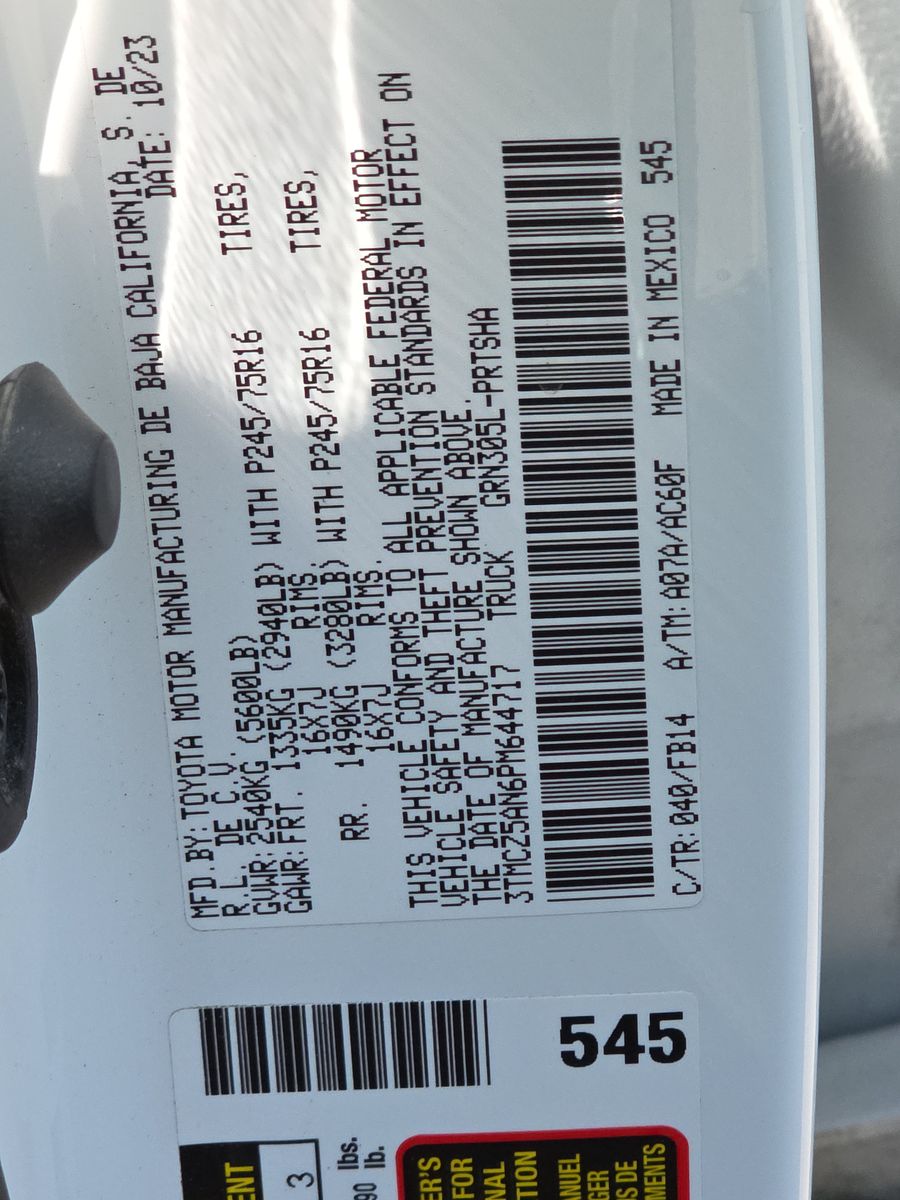 MFD.BY:TOYOTA MOTOR MANUFACTURING DE BAJA CALIFORNIA, S. DE
R.L. DE C.V. DATE: 10/23
GVWR:2540KG (5600LB)
GAWR:FRT. 1335KG (2940LB) WITH P245/75R16 TIRES,
16X7J RIMS,
RR. 1490KG (3280LB) WITH P245/75R16 TIRES,
16X7J RIMS.
THIS VEHICLE CONFORMS TO ALL APPLICABLE FEDERAL MOTOR
VEHICLE SAFETY AND THEFT PREVENTION STANDARDS IN EFFECT ON
THE DATE OF MANUFACTURE SHOWN ABOVE.
3TMCZ5AN6PM644717 TRUCK GRN305L-PRTSHA
C/TR:040/FB14 A/TM:A07A/AC60F MADE IN MEXICO 545
545
3
lbs.
90 lb.